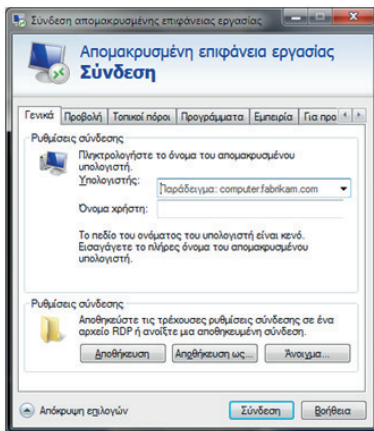 Σύνδεση απομακρυσμένης επιφάνειας εργασίας
Απομακρυσμένη επιφάνεια εργασίας
Σύνδεση
Γενικά Προβολή Τοπικοί πόροι Προγράμματα Εμπειρία Για προ
Ρυθμίσεις σύνδεσης
Πληκτρολογήστε το όνομα του απομακρυσμένου
υπολογιστή.
Υπολογιστής: Παράδειγμα: computer.fabrikam.com
Όνομα χρήστη:
Το πεδίο του ονόματος του υπολογιστή είναι κενό.
Εισαγάγετε το πλήρες όνομα του απομακρυσμένου
υπολογιστή.
Ρυθμίσεις σύνδεσης
Αποθηκεύστε τις τρέχουσες ρυθμίσεις σύνδεσης σε ένα
αρχείο RDP ή ανοίξτε μια αποθηκευμένη σύνδεση.
Αποθήκευση Αποθήκευση ως... Άνοιγμα...
Απόκρυψη επιλογών Σύνδεση Βοήθεια